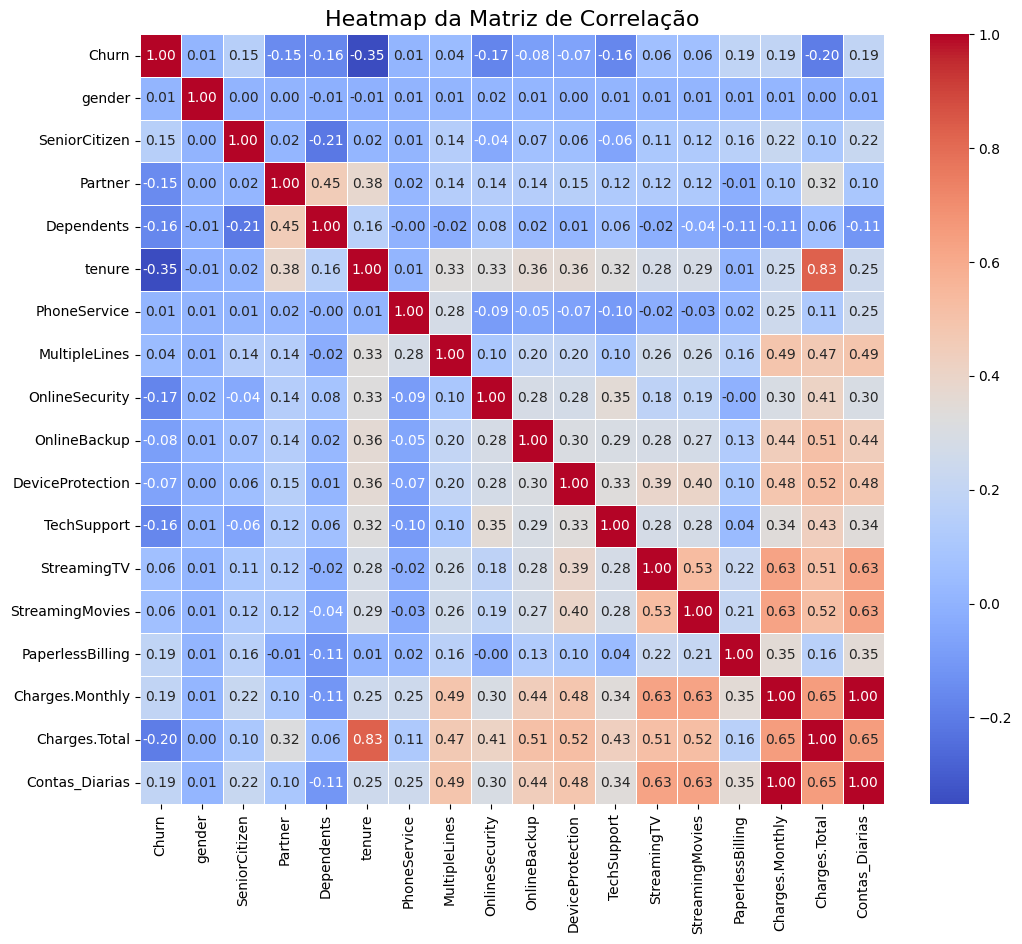 Heatmap da Matriz de Correlação
Churn 1.00 0.01 0.15 -0.15 -0.16 -0.35 0.01 0.04 -0.17 -0.08 -0.07 -0.16 0.06 0.06 0.19 0.19 -0.20 0.19
gender 0.01 1.00 0.00 0.00 -0.01 -0.01 0.01 0.01 0.02 0.01 0.00 0.01 0.01 0.01 0.01 0.01 0.00 0.01
SeniorCitizen 0.15 0.00 1.00 0.02 -0.21 0.02 0.01 0.14 -0.04 0.07 0.06 -0.06 0.11 0.12 0.16 0.22 0.10 0.22
Partner -0.15 0.00 0.02 1.00 0.45 0.38 0.02 0.14 0.14 0.14 0.15 0.12 0.12 0.12 -0.01 0.10 0.32 0.10
Dependents -0.16 -0.01 -0.21 0.45 1.00 0.16 -0.00 -0.02 0.08 0.02 0.01 0.06 -0.02 -0.04 -0.11 -0.11 0.06 -0.11
tenure -0.35 -0.01 0.02 0.38 0.16 1.00 0.01 0.33 0.33 0.36 0.36 0.32 0.28 0.29 0.01 0.25 0.83 0.25
PhoneService 0.01 0.01 0.01 0.02 -0.00 0.01 1.00 0.28 -0.09 -0.05 -0.07 -0.10 -0.02 -0.03 0.02 0.25 0.11 0.25
MultipleLines 0.04 0.01 0.14 0.14 -0.02 0.33 0.28 1.00 0.10 0.20 0.20 0.10 0.26 0.26 0.16 0.49 0.47 0.49
OnlineSecurity -0.17 0.02 -0.04 0.14 0.08 0.33 -0.09 0.10 1.00 0.28 0.28 0.35 0.18 0.19 -0.00 0.30 0.41 0.30
OnlineBackup -0.08 0.01 0.07 0.14 0.02 0.36 -0.05 0.20 0.28 1.00 0.30 0.29 0.28 0.27 0.13 0.44 0.51 0.44
DeviceProtection -0.07 0.00 0.06 0.15 0.01 0.36 -0.07 0.20 0.28 0.30 1.00 0.33 0.39 0.40 0.10 0.48 0.52 0.48
TechSupport -0.16 0.01 -0.06 0.12 0.06 0.32 -0.10 0.10 0.35 0.29 0.33 1.00 0.28 0.28 0.04 0.34 0.43 0.34
StreamingTV 0.06 0.01 0.11 0.12 -0.02 0.28 -0.02 0.26 0.18 0.28 0.39 0.28 1.00 0.53 0.22 0.63 0.51 0.63
StreamingMovies 0.06 0.01 0.12 0.12 -0.04 0.29 -0.03 0.26 0.19 0.27 0.40 0.28 0.53 1.00 0.21 0.63 0.52 0.63
PaperlessBilling 0.19 0.01 0.16 -0.01 -0.11 0.01 0.02 0.16 -0.00 0.13 0.10 0.04 0.22 0.21 1.00 0.35 0.16 0.35
Charges.Monthly 0.19 0.01 0.22 0.10 -0.11 0.25 0.25 0.49 0.30 0.44 0.48 0.34 0.63 0.63 0.35 1.00 0.65 1.00
Charges.Total -0.20 0.00 0.10 0.32 0.06 0.83 0.11 0.47 0.41 0.51 0.52 0.43 0.51 0.52 0.16 0.65 1.00 0.65
Contas_Diarias 0.19 0.01 0.22 0.10 -0.11 0.25 0.25 0.49 0.30 0.44 0.48 0.34 0.63 0.63 0.35 1.00 0.65 1.00
Churn
gender
SeniorCitizen
Partner
Dependents
tenure
PhoneService
MultipleLines
OnlineSecurity
OnlineBackup
DeviceProtection
TechSupport
StreamingTV
StreamingMovies
PaperlessBilling
Charges.Monthly
Charges.Total
Contas_Diarias
1.0
0.8
0.6
0.4
0.2
0.0
−0.2